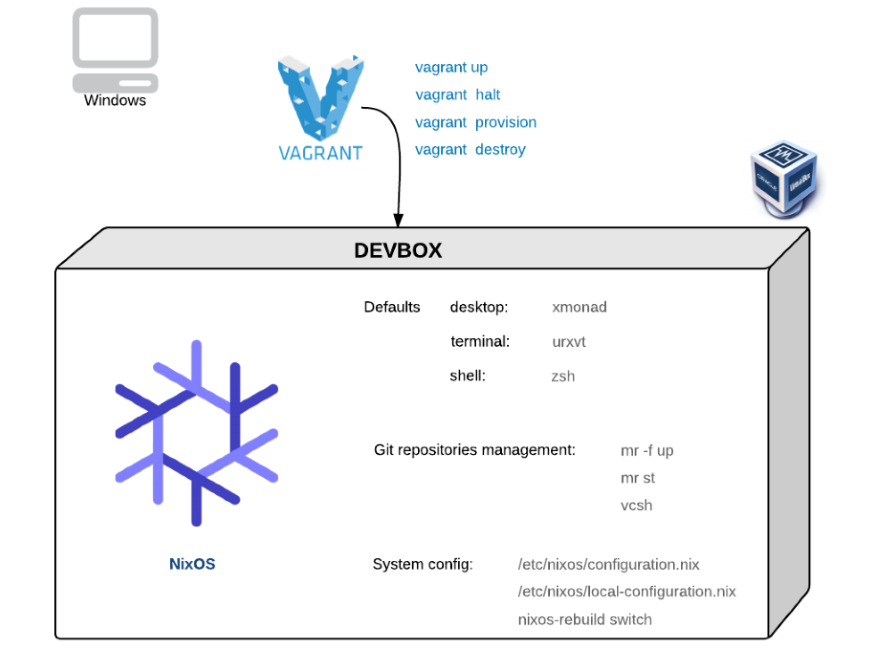 Windows
VAGRANT
vagrant up
vagrant halt
vagrant provision
vagrant destroy
ORACLE
VirtualBox
DEVBOX
Defaults desktop: xmonad
terminal: urxvt
shell: zsh
Git repositories management: mr -f up
mr st
vcsh
NixOS
System config: /etc/nixos/configuration.nix
/etc/nixos/local-configuration.nix
nixos-rebuild switch